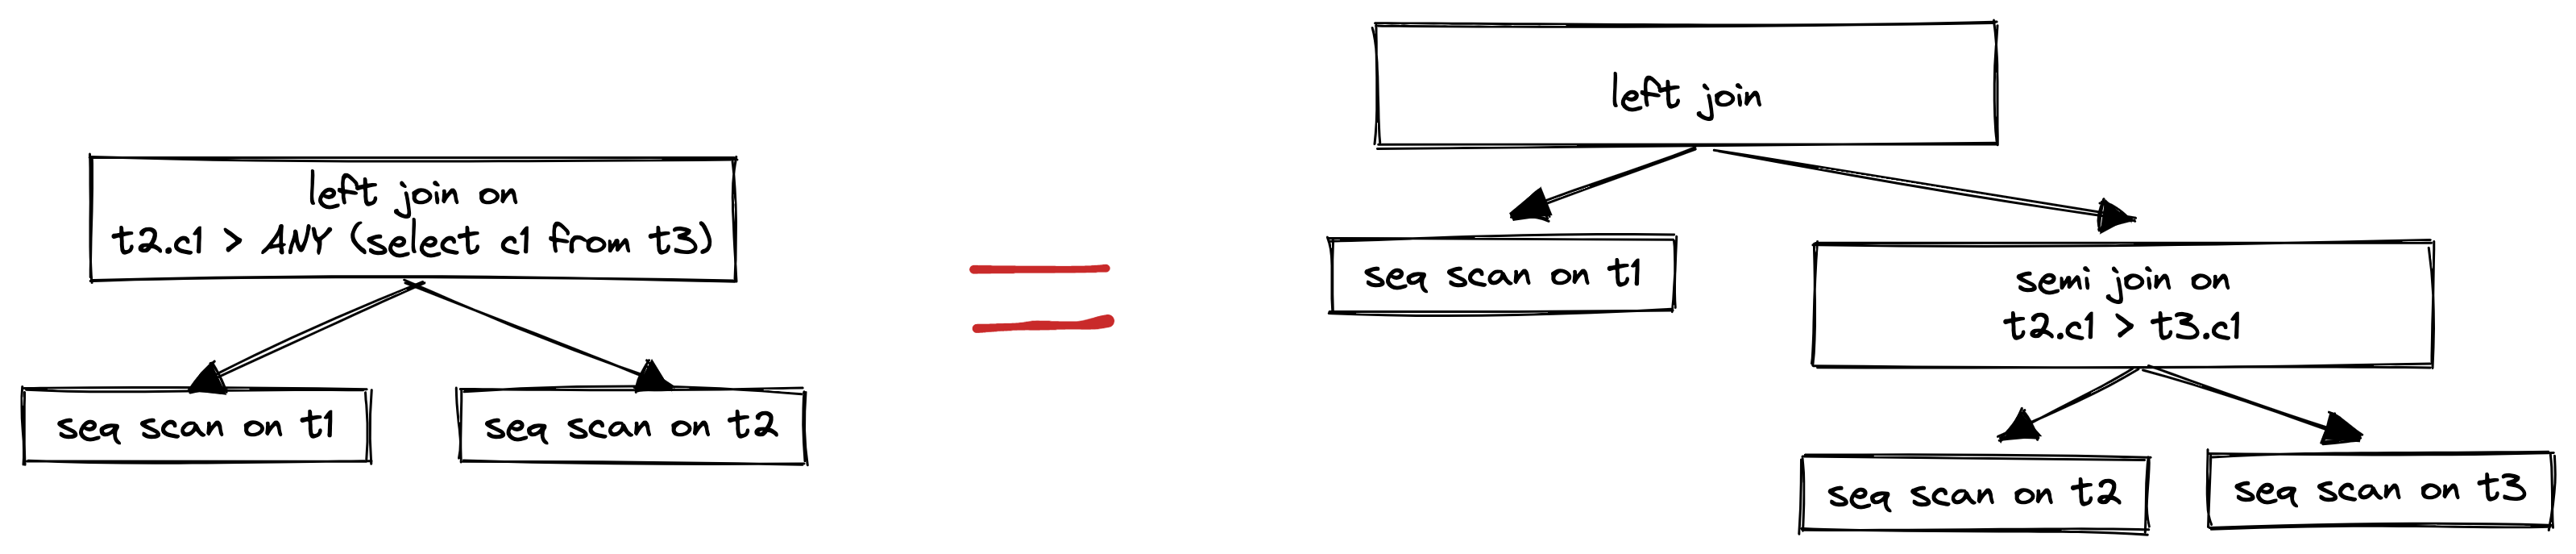 left join on
t2.c1 > ANY (select c1 from t3)
seq scan on t1
seq scan on t2
left join
seq scan on t1
semi join on
t2.c1 > t3.c1
seq scan on t2
seq scan on t3